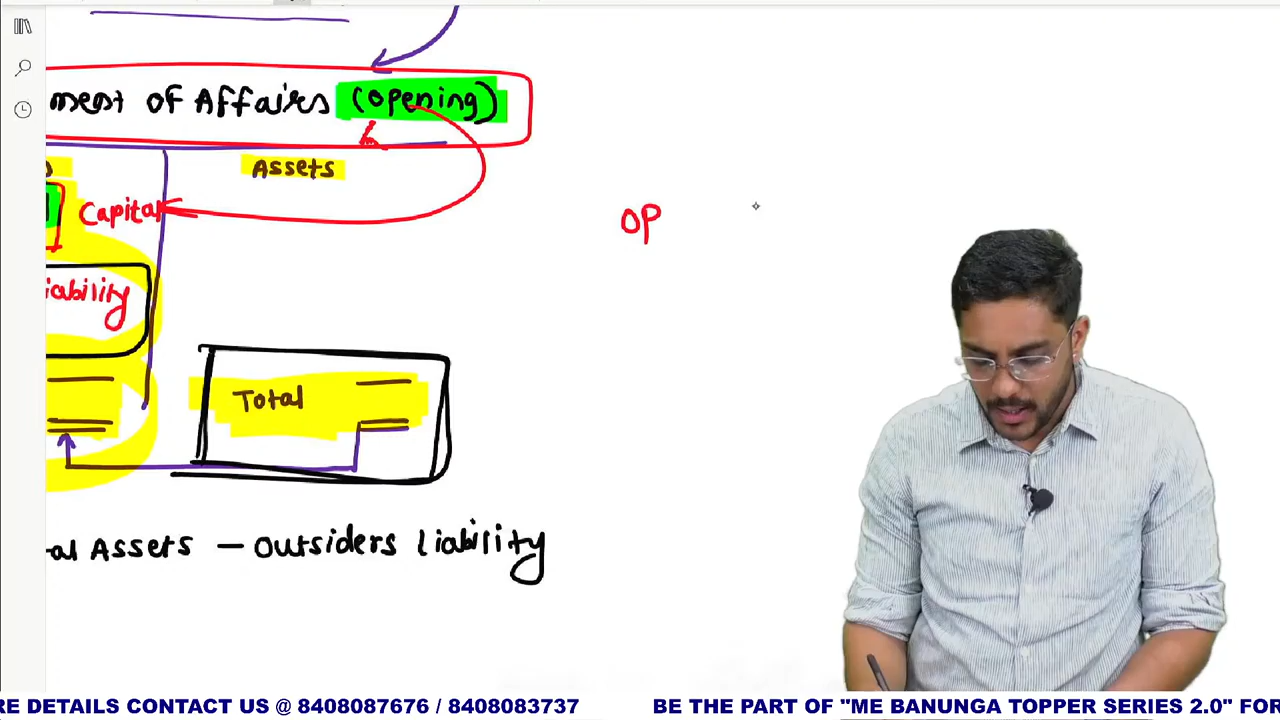 ment of Affairs (opening)
Assets
Capital
OP
iability
Total
al Assets — Outsiders Liability
RE DETAILS CONTACT US @ 8408087676 / 8408083737 BE THE PART OF "ME BANUNGA TOPPER SERIES 2.0" FOR